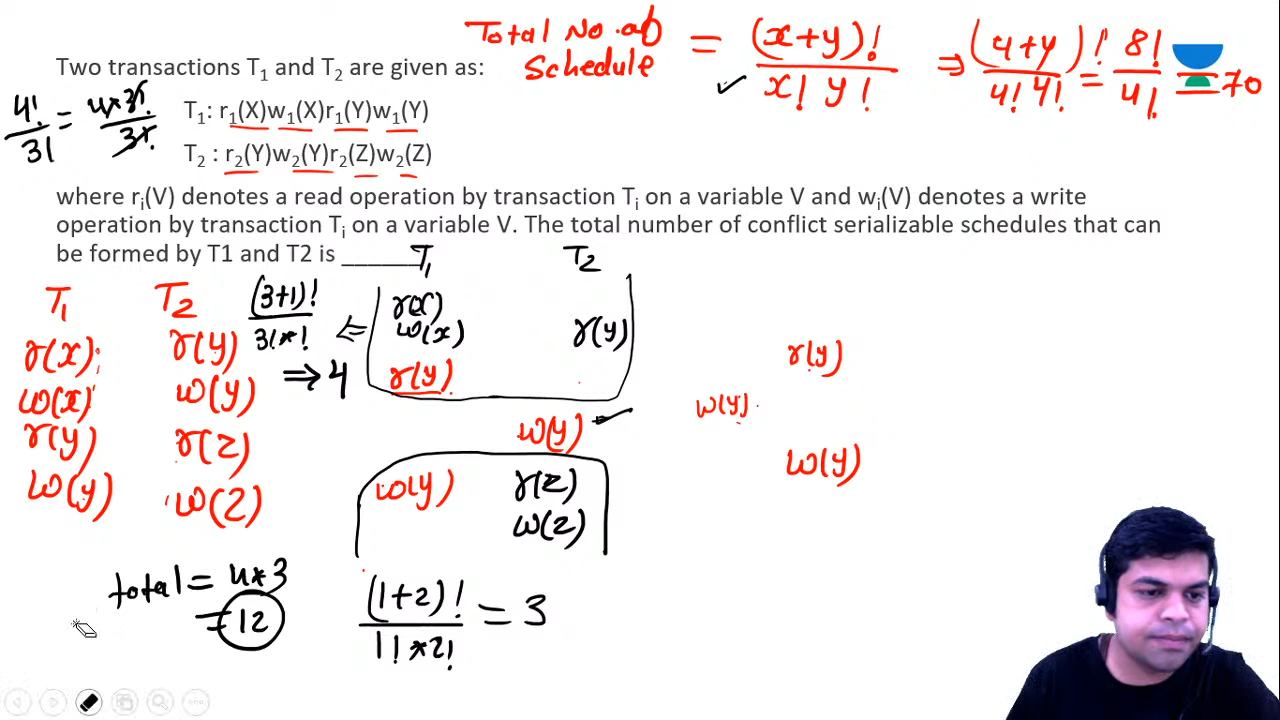 Total No. of
Schedule = (x+y)! / x! y! ⇒ (4+4)! / 4! 4! = 8! / 4! = 70
Two transactions T1 and T2 are given as:
4! / 3! = 4*3! / 3!
T1: r1(X)w1(X)r1(Y)w1(Y)
T2 : r2(Y)w2(Y)r2(Z)w2(Z)
where ri(V) denotes a read operation by transaction Ti on a variable V and wi(V) denotes a write
operation by transaction Ti on a variable V. The total number of conflict serializable schedules that can
be formed by T1 and T2 is ______
T1 T2
r(x) r(y)
w(x) w(y)
r(y) r(z)
w(y) w(z)
(3+1)! / 3! * !
⇒ 4
T1 T2
r(x)
w(x) r(y)
r(y)
w(y)
w(y) r(z)
w(z)
r(y)
w(y)
w(y)
total = 4*3
= 12
(1+2)! / 1! * 2! = 3